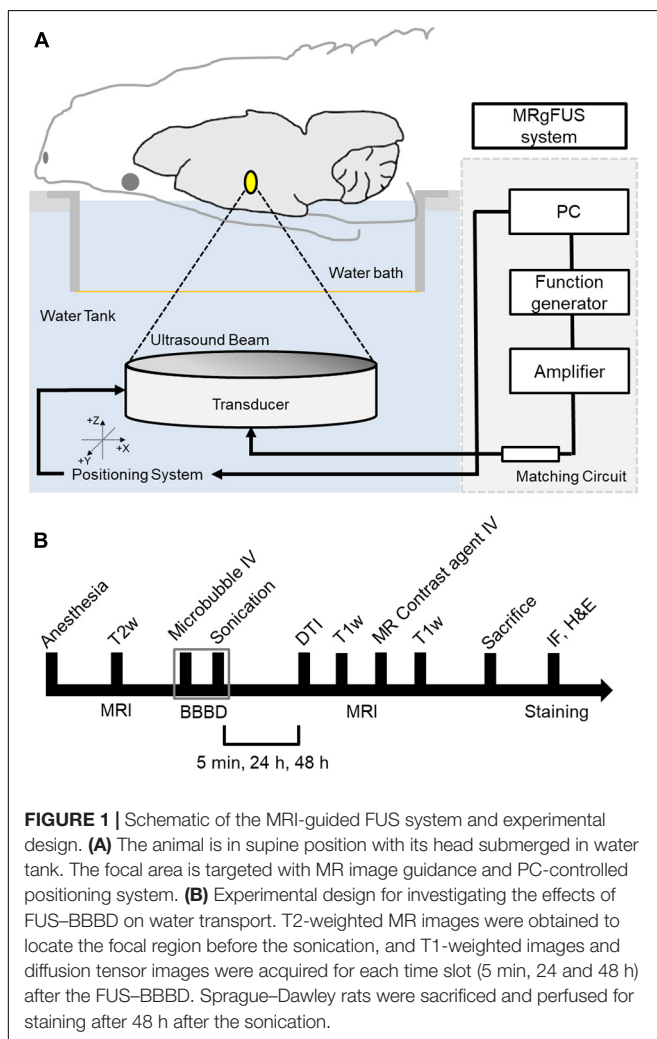 A
MRgFUS
system
PC
Function
generator
Amplifier
Matching Circuit
Water bath
Water Tank
Ultrasound Beam
Transducer
+Z
+X
+Y
Positioning System
B
Anesthesia
T2w
Microbubble IV
Sonication
DTI
T1w
MR Contrast agent IV
T1w
Sacrifice
IF, H&E
MRI
BBBD
MRI
Staining
5 min, 24 h, 48 h
FIGURE 1 | Schematic of the MRI-guided FUS system and experimental
design. (A) The animal is in supine position with its head submerged in water
tank. The focal area is targeted with MR image guidance and PC-controlled
positioning system. (B) Experimental design for investigating the effects of
FUS–BBBD on water transport. T2-weighted MR images were obtained to
locate the focal region before the sonication, and T1-weighted images and
diffusion tensor images were acquired for each time slot (5 min, 24 and 48 h)
after the FUS–BBBD. Sprague–Dawley rats were sacrificed and perfused for
staining after 48 h after the sonication.